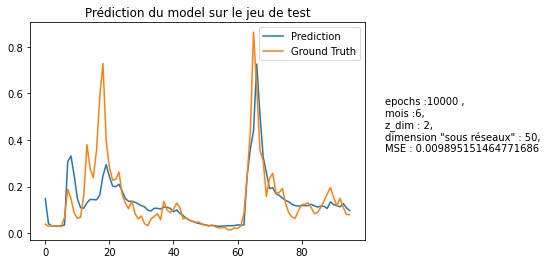 Prédiction du model sur le jeu de test
Prediction
Ground Truth
0.8
0.6
0.4
0.2
0.0
0
20
40
60
80
epochs :10000 ,
mois :6,
z_dim : 2,
dimension "sous réseaux" : 50,
MSE : 0.009895151464771686